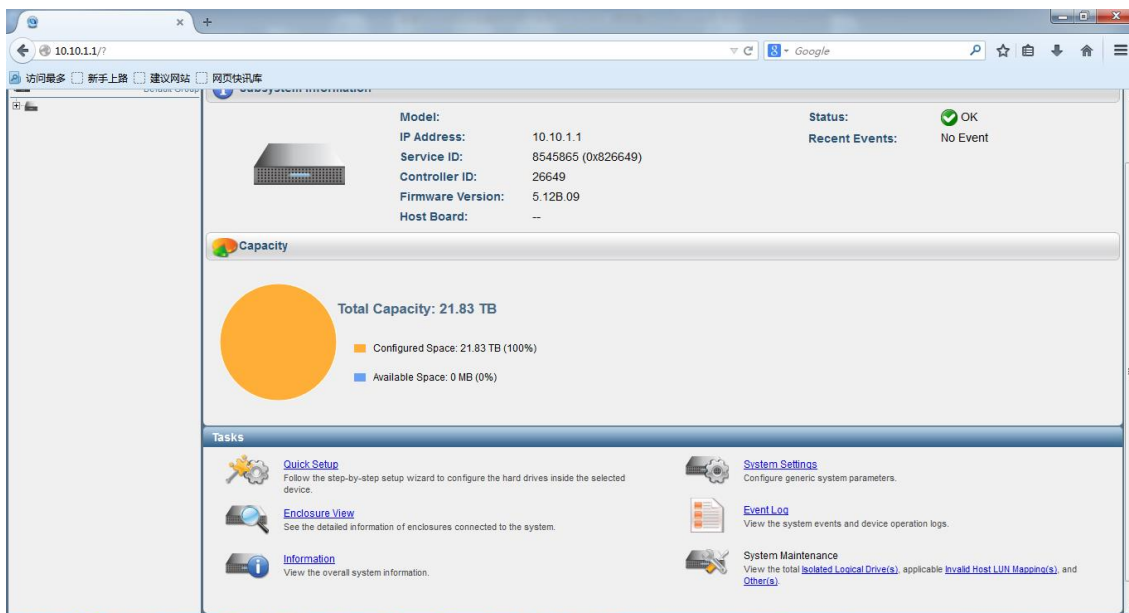 10.10.1.1/?
Google
访问最多 新手上路 建议网站 网页快讯库
Default Group
Subsystem Information
Model:
Status: OK
IP Address: 10.10.1.1
Recent Events: No Event
Service ID: 8545865 (0x826649)
Controller ID: 26649
Firmware Version: 5.12B.09
Host Board: --
Capacity
Total Capacity: 21.83 TB
Configured Space: 21.83 TB (100%)
Available Space: 0 MB (0%)
Tasks
Quick Setup
Follow the step-by-step setup wizard to configure the hard drives inside the selected
device.
System Settings
Configure generic system parameters.
Enclosure View
See the detailed information of enclosures connected to the system.
Event Log
View the system events and device operation logs.
Information
View the overall system information.
System Maintenance
View the total Isolated Logical Drive(s), applicable Invalid Host LUN Mapping(s), and
Other(s).